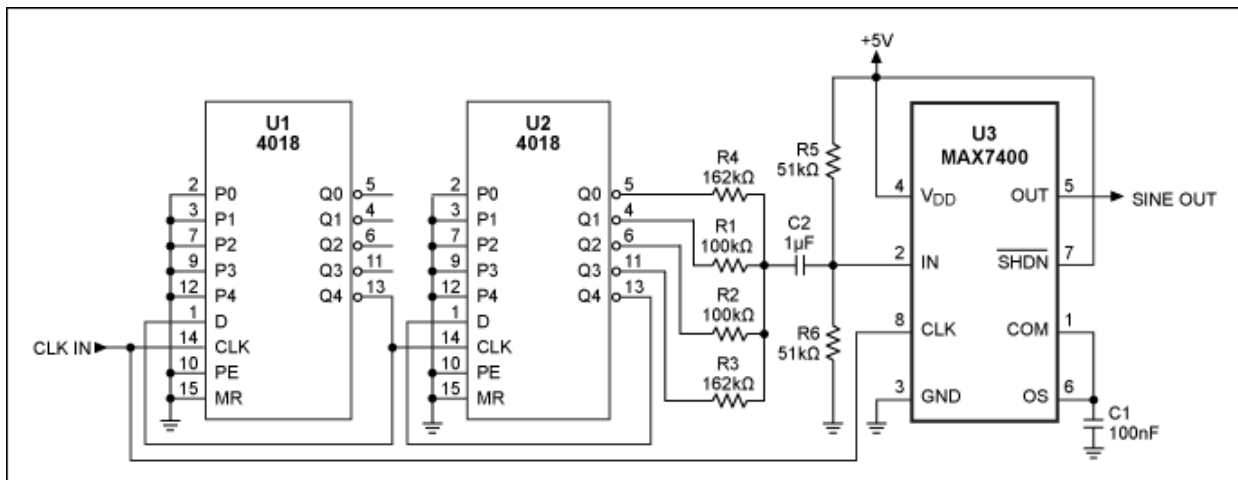 +5V
U1
4018
2 P0 Q0 5
3 P1 Q1 4
7 P2 Q2 6
9 P3 Q3 11
12 P4 Q4 13
1 D
14 CLK
10 PE
15 MR
CLK IN
U2
4018
2 P0 Q0 5
3 P1 Q1 4
7 P2 Q2 6
9 P3 Q3 11
12 P4 Q4 13
1 D
14 CLK
10 PE
15 MR
R4
162kΩ
R1
100kΩ
R2
100kΩ
R3
162kΩ
C2
1µF
R5
51kΩ
R6
51kΩ
U3
MAX7400
4 VDD OUT 5
2 IN SHDN 7
8 CLK COM 1
3 GND OS 6
SINE OUT
C1
100nF